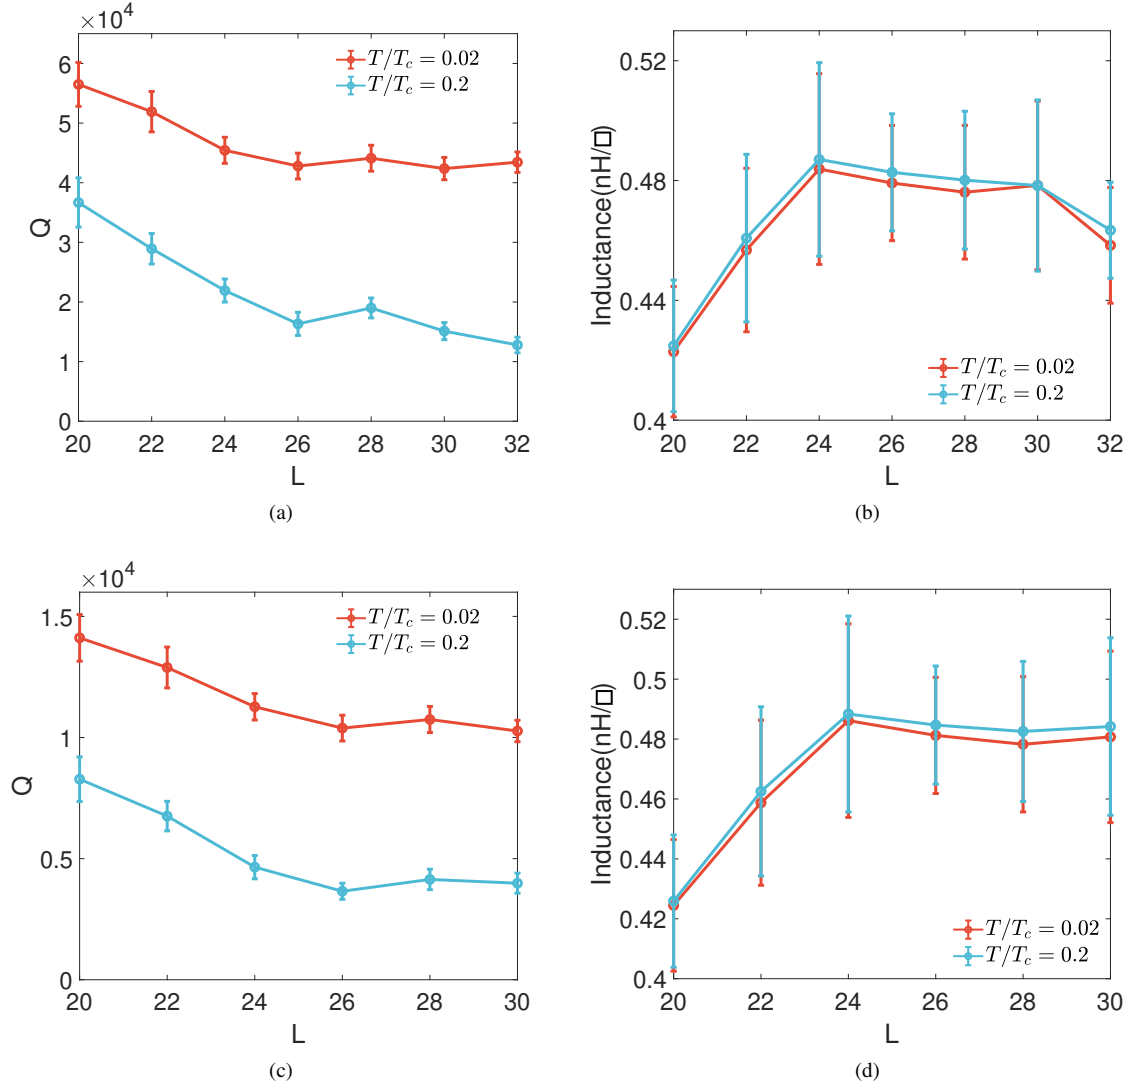 ×10⁴
6
5
4
3
2
1
0
Q
20 22 24 26 28 30 32
L
T/T_c = 0.02
T/T_c = 0.2
(a)
0.52
0.48
0.44
0.4
Inductance(nH/□)
20 22 24 26 28 30 32
L
T/T_c = 0.02
T/T_c = 0.2
(b)
×10⁴
1.5
1
0.5
0
Q
20 22 24 26 28 30
L
T/T_c = 0.02
T/T_c = 0.2
(c)
0.52
0.5
0.48
0.46
0.44
0.42
0.4
Inductance(nH/□)
20 22 24 26 28 30
L
T/T_c = 0.02
T/T_c = 0.2
(d)